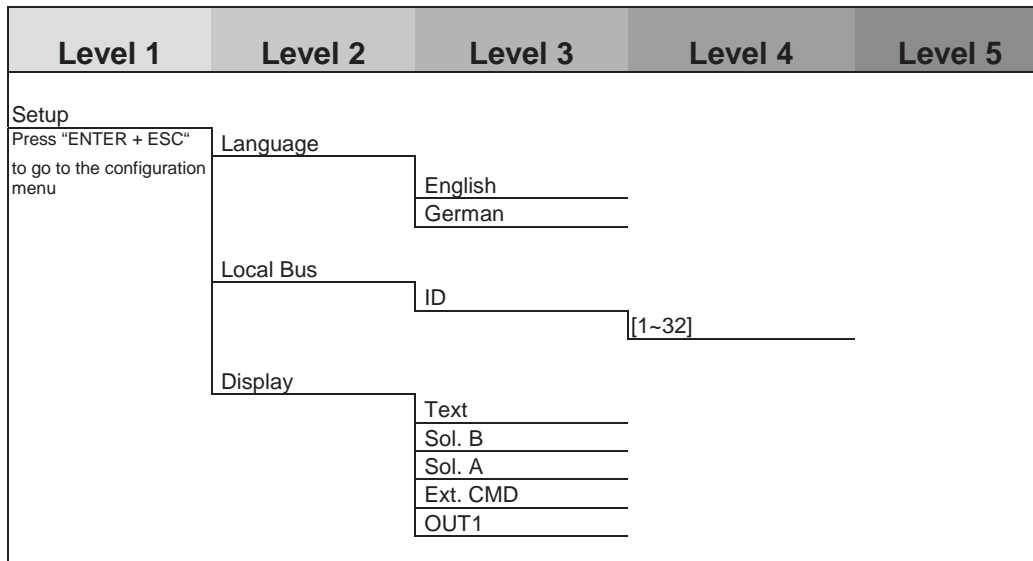 Level 1 Level 2 Level 3 Level 4 Level 5
Setup
Press “ENTER + ESC“
to go to the configuration
menu
Language
English
German
Local Bus
ID
[1~32]
Display
Text
Sol. B
Sol. A
Ext. CMD
OUT1